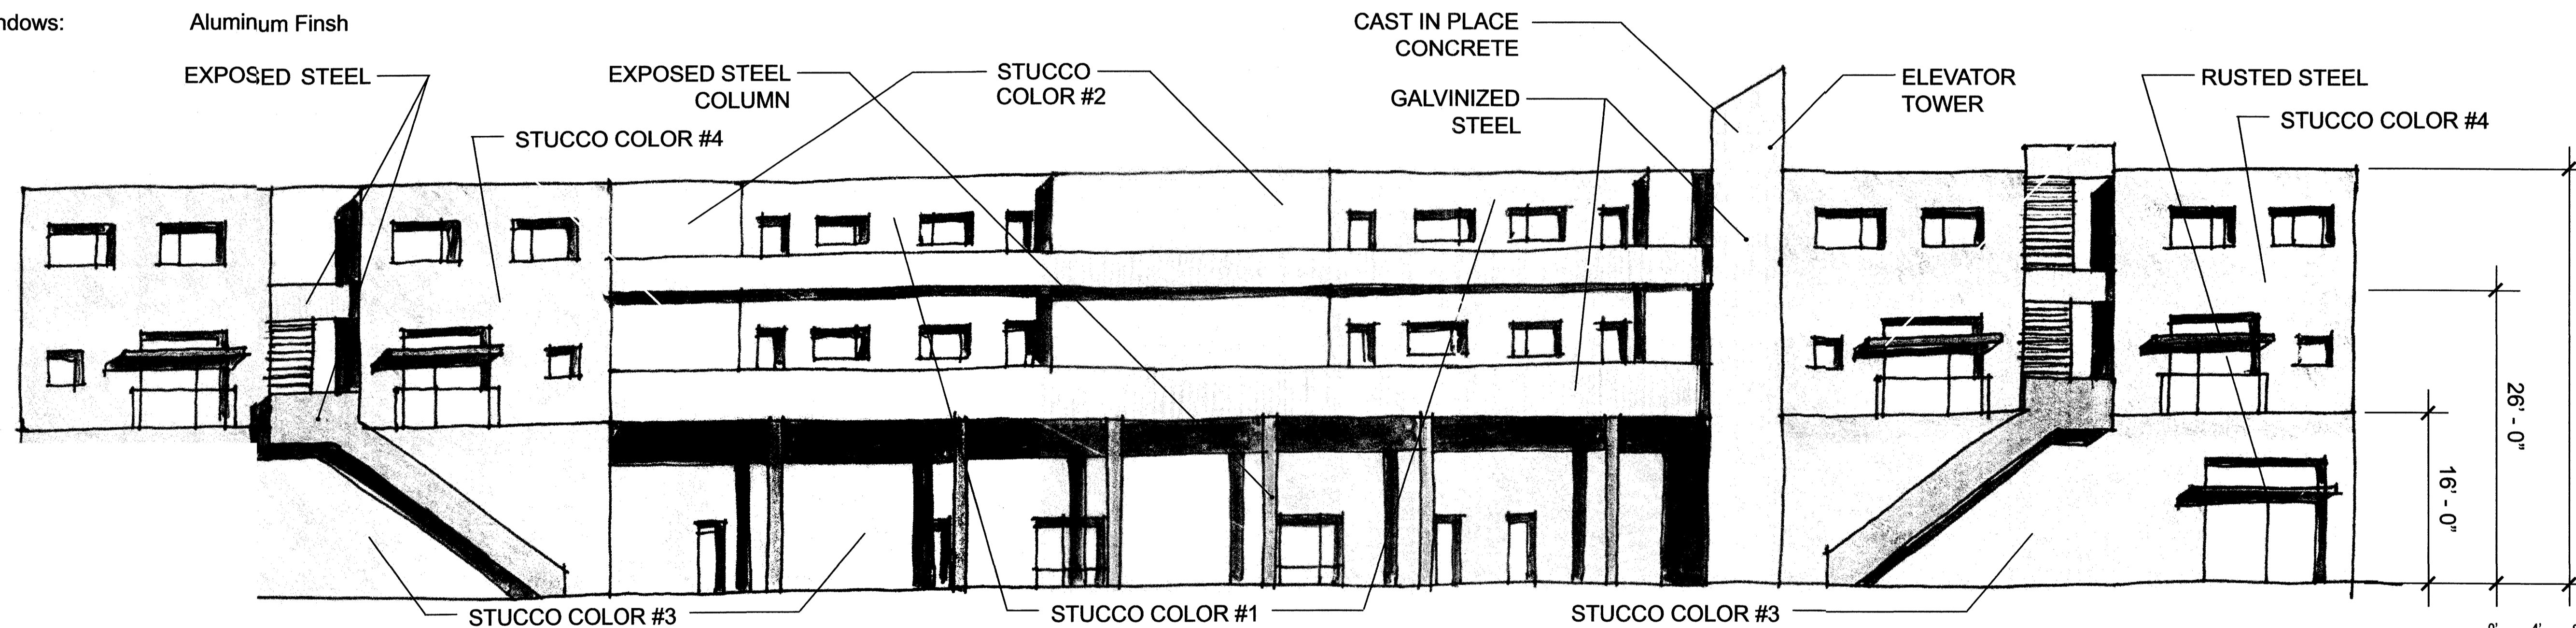 ndows: Aluminum Finsh
EXPOSED STEEL
EXPOSED STEEL
COLUMN
STUCCO
COLOR #2
CAST IN PLACE
CONCRETE
GALVINIZED
STEEL
ELEVATOR
TOWER
RUSTED STEEL
STUCCO COLOR #4
STUCCO COLOR #4
26' - 0"
16' - 0"
STUCCO COLOR #3
STUCCO COLOR #1
STUCCO COLOR #3